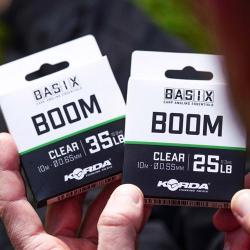 BASIX
CARP ANGLING ESSENTIALS
BOOM
CLEAR 35LB
10m Ø0.65mm
KORDA
BASIX
CARP ANGLING ESSENTIALS
BOOM
CLEAR 25LB
10m Ø0.55mm
KORDA